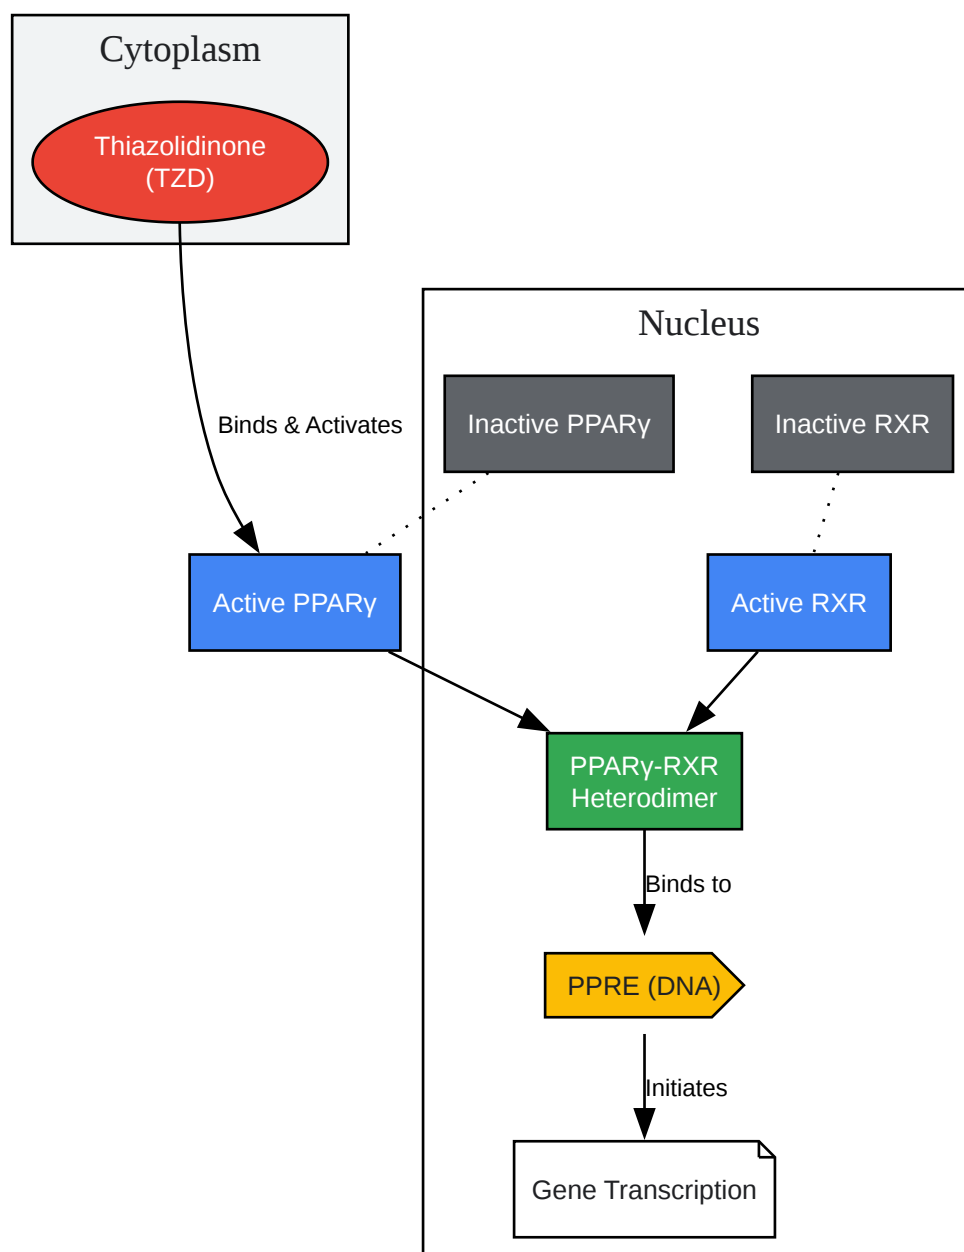 Cytoplasm
Thiazolidinone
(TZD)
Nucleus
Inactive PPARγ
Inactive RXR
Binds & Activates
Active PPARγ
Active RXR
PPARγ-RXR
Heterodimer
Binds to
PPRE (DNA)
Initiates
Gene Transcription